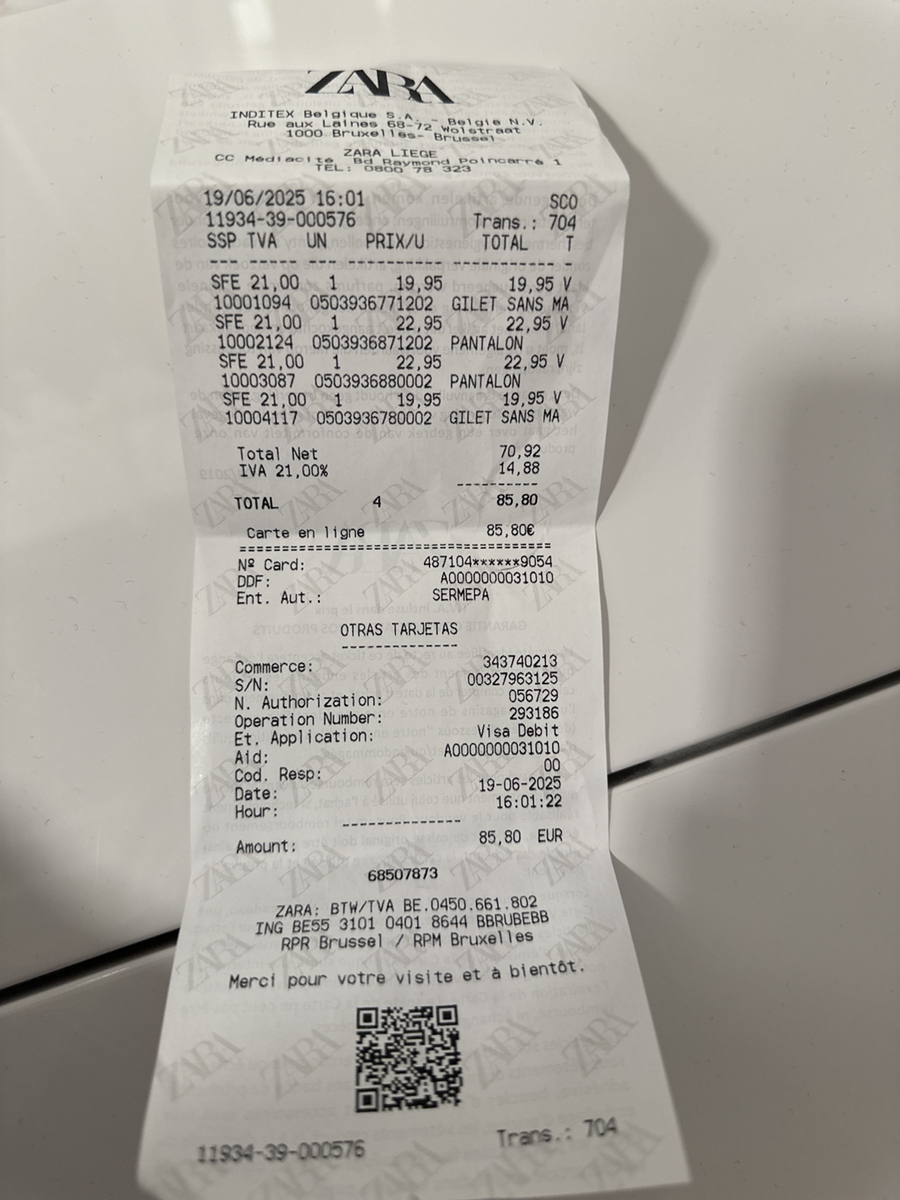 ZARA
INDITEX Belgique S.A. - Belgie N.V.
Rue aux Laines 68-72 Wolstraat
1000 Bruxelles- Brussel
ZARA LIEGE
CC Médiacité Bd Raymond Poincarré 1
TEL: 0800 78 323
19/06/2025 16:01 SCO
11934-39-000576 Trans.: 704
SSP TVA UN PRIX/U TOTAL T
--- ----- --- ---------- ----------- -
SFE 21,00 1 19,95 19,95 V
10001094 0503936771202 GILET SANS MA
SFE 21,00 1 22,95 22,95 V
10002124 0503936871202 PANTALON
SFE 21,00 1 22,95 22,95 V
10003087 0503936880002 PANTALON
SFE 21,00 1 19,95 19,95 V
10004117 0503936780002 GILET SANS MA
Total Net 70,92
IVA 21,00% 14,88
----------
TOTAL 4 85,80
Carte en ligne 85,80€
======================================
Nº Card: 487104******9054
DDF: A0000000031010
Ent. Aut.: SERMEPA
OTRAS TARJETAS
--------------
Commerce: 343740213
S/N: 00327963125
N. Authorization: 056729
Operation Number: 293186
Et. Application: Visa Debit
Aid: A0000000031010
Cod. Resp: 00
Date: 19-06-2025
Hour: 16:01:22
--------------
Amount: 85,80 EUR
68507873
ZARA: BTW/TVA BE.0450.661.802
ING BE55 3101 0401 8644 BBRUBEBB
RPR Brussel / RPM Bruxelles
Merci pour votre visite et à bientôt.
11934-39-000576 Trans.: 704